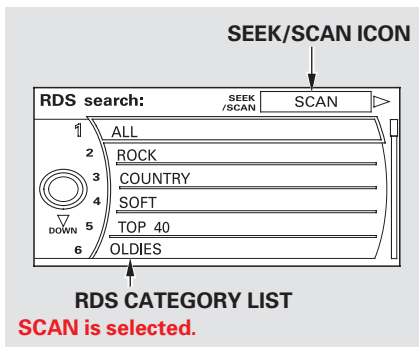 SEEK/SCAN ICON
RDS search: SEEK /SCAN SCAN
1 ALL
2 ROCK
3 COUNTRY
4 SOFT
DOWN 5 TOP 40
6 OLDIES
RDS CATEGORY LIST
SCAN is selected.